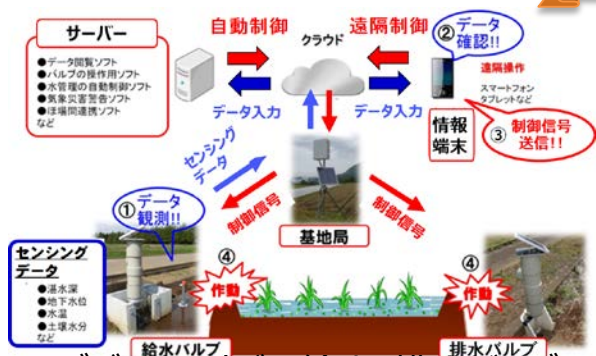 サーバー
●データ閲覧ソフト
●バルブの操作用ソフト
●水管理の自動制御ソフト
●気象災害警告ソフト
●ほ場間連携ソフト
など
自動制御
クラウド
遠隔制御
②データ
確認!!
遠隔操作
スマートフォン
タブレットなど
データ入力
データ入力
情報
端末
③ 制御信号
送信!!
センシング
データ
①データ
観測!!
制御信号
制御信号
基地局
センシング
データ
●湛水深
●地下水位
●水温
●土壌水分
など
④
作動
④
作動
給水バルブ
排水バルブ